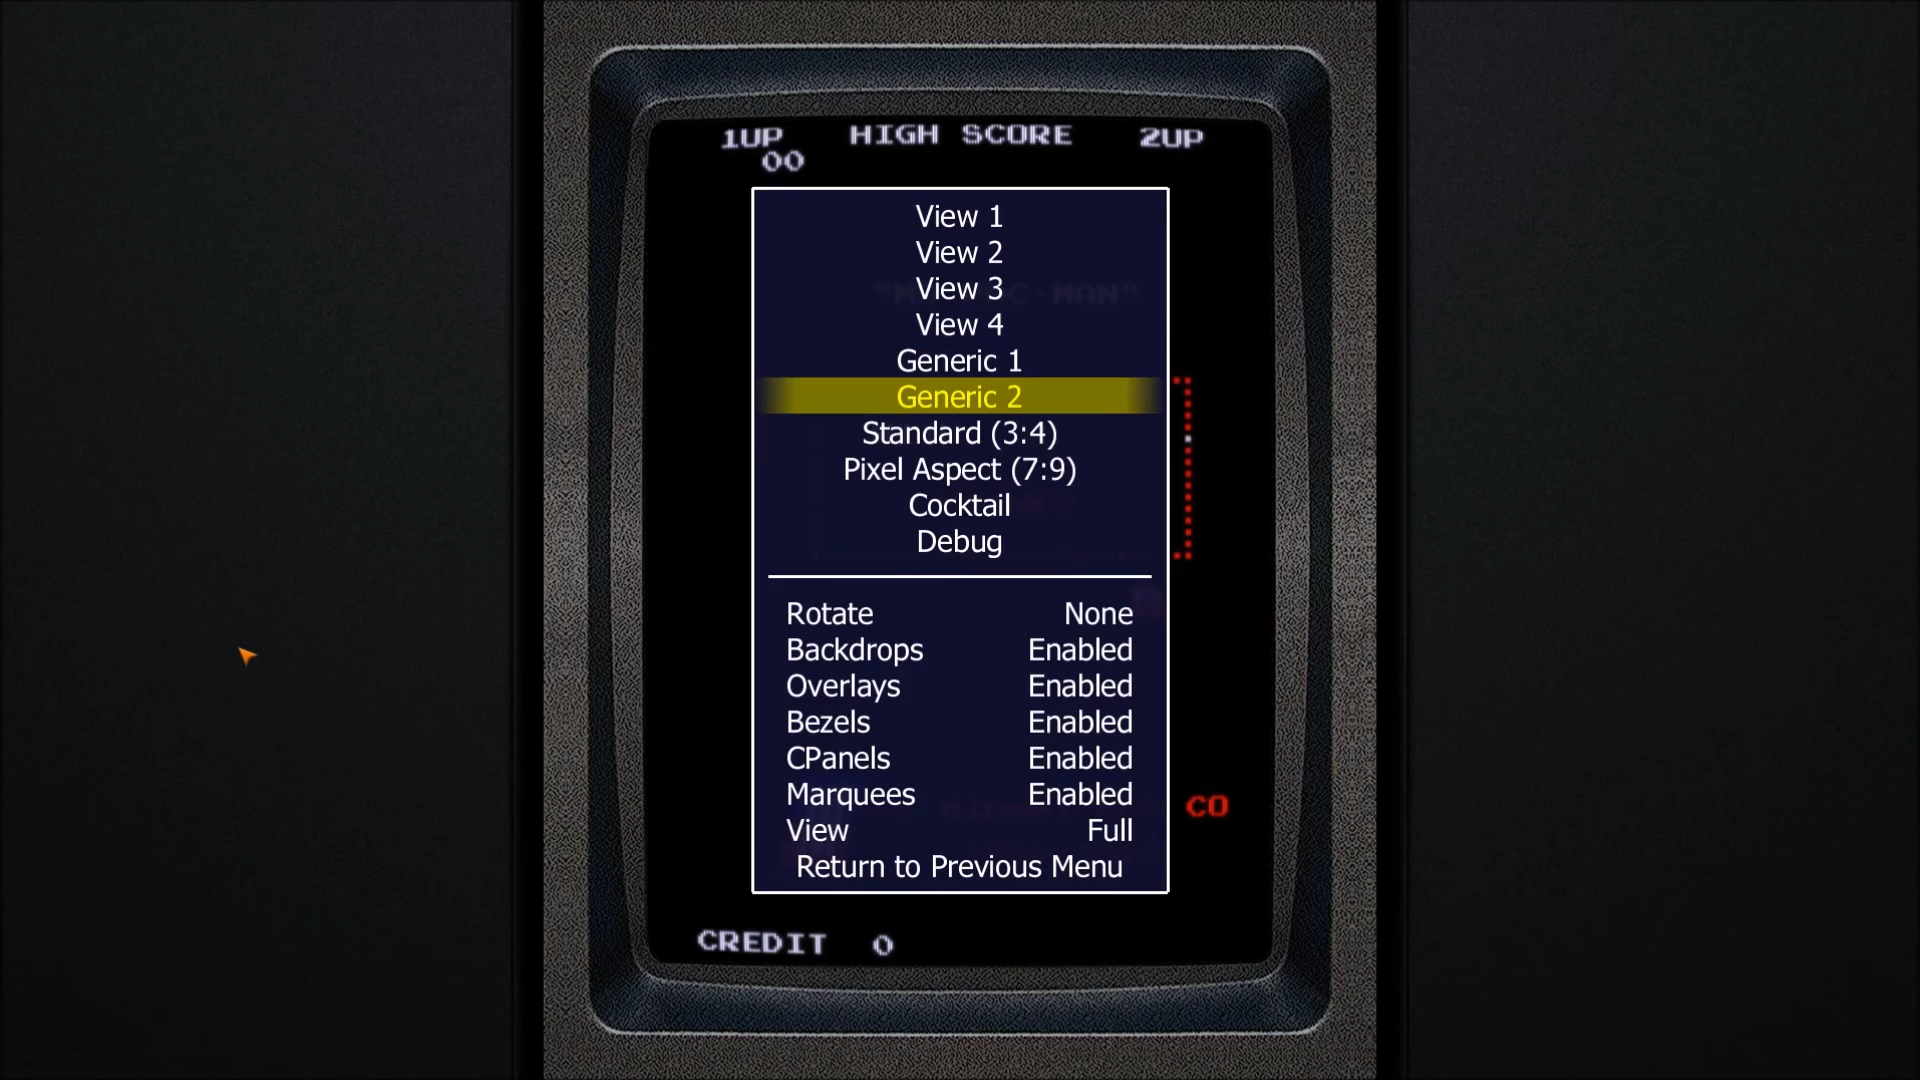 1UP HIGH SCORE 2UP
00
View 1
View 2
View 3
View 4
Generic 1
Generic 2
Standard (3:4)
Pixel Aspect (7:9)
Cocktail
Debug
Rotate None
Backdrops Enabled
Overlays Enabled
Bezels Enabled
CPanels Enabled
Marquees Enabled
View Full
Return to Previous Menu
CO
CREDIT 0